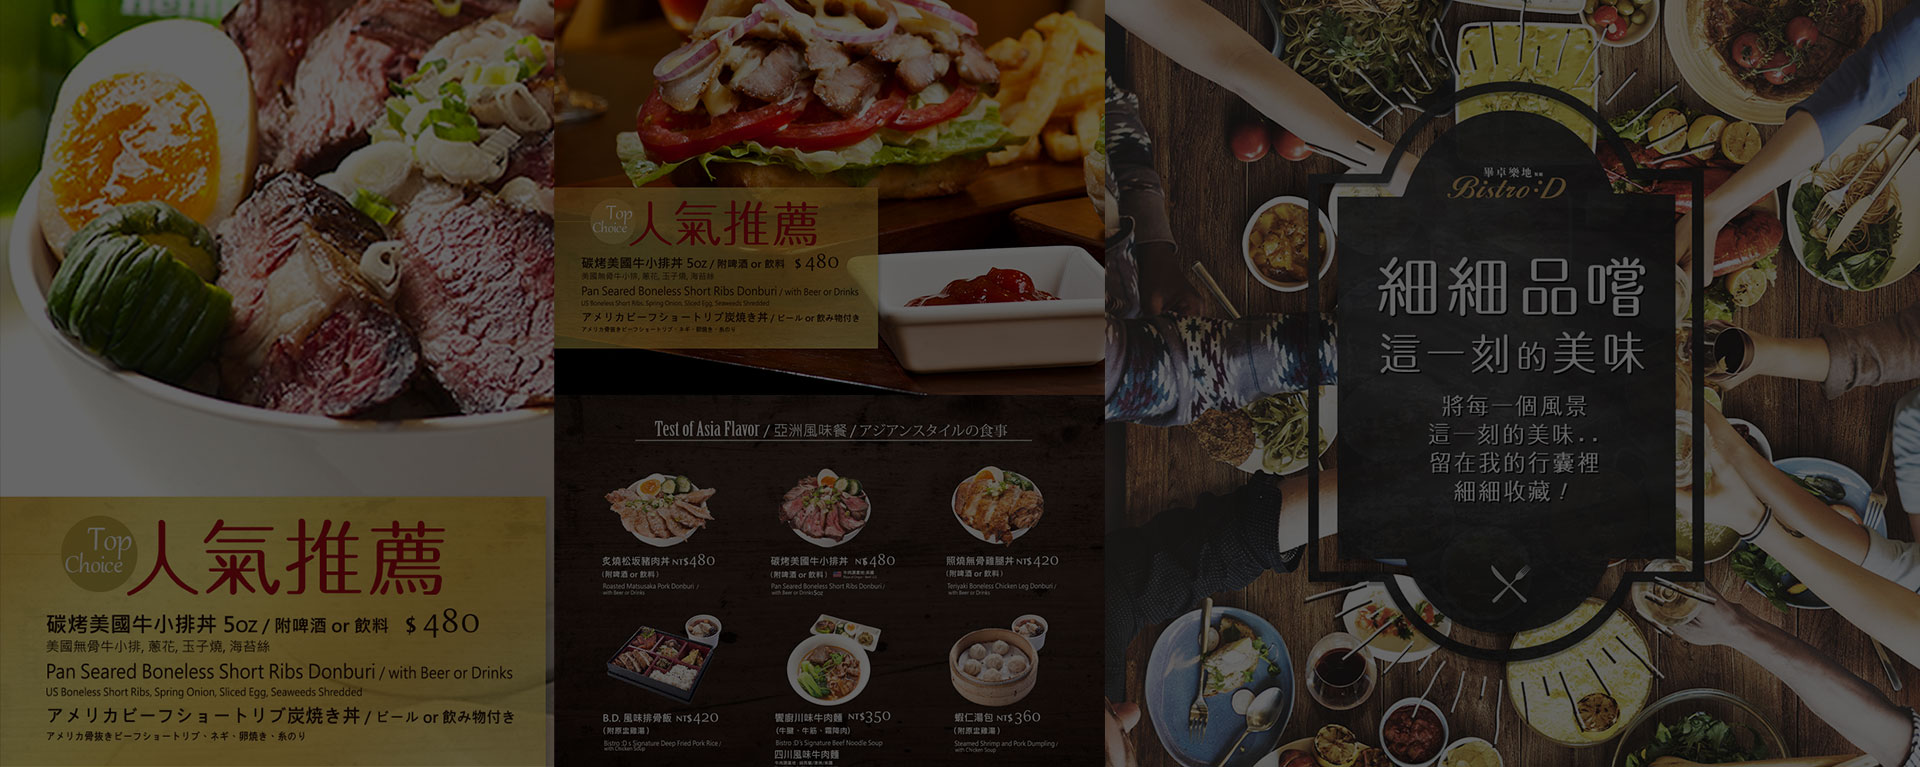 Top
Choice
人氣推薦
碳烤美國牛小排丼 5oz / 附啤酒 or 飲料 $ 480
美國無骨牛小排, 蔥花, 玉子燒, 海苔絲
Pan Seared Boneless Short Ribs Donburi / with Beer or Drinks
US Boneless Short Ribs, Spring Onion, Sliced Egg, Seaweeds Shredded
アメリカビーフショートリブ炭焼き丼 / ビール or 飲み物付き
アメリカ骨抜きビーフショートリブ・ネギ・卵焼き・糸のり
Top
Choice
人氣推薦
碳烤美國牛小排丼 5oz / 附啤酒 or 飲料 $ 480
美國無骨牛小排, 蔥花, 玉子燒, 海苔絲
Pan Seared Boneless Short Ribs Donburi / with Beer or Drinks
US Boneless Short Ribs, Spring Onion, Sliced Egg, Seaweeds Shredded
アメリカビーフショートリブ炭焼き丼 / ビール or 飲み物付き
アメリカ骨抜きビーフショートリブ・ネギ・卵焼き・糸のり
Test of Asia Flavor / 亞洲風味餐 / アジアンスタイルの食事
炙燒松坂豬肉丼 NT$480
(附啤酒 or 飲料)
Roasted Matsusaka Pork Donburi /
with Beer or Drinks
碳烤美國牛小排丼 NT$480
(附啤酒 or 飲料)
Pan Seared Boneless Short Ribs Donburi /
with Beer or Drinks 5oz
照燒無骨雞腿丼 NT$420
(附啤酒 or 飲料)
Teriyaki Boneless Chicken Leg Donburi /
with Beer or Drinks
B.D. 風味排骨飯 NT$420
(附原盅雞湯)
Bistro :D's Signature Deep Fried Pork Rice /
with Chicken Soup
饗廚川味牛肉麵 NT$350
(牛腱、牛筋、霜降肉)
Bistro :D's Signature Beef Noodle Soup
四川風味牛肉麵
蝦仁湯包 NT$360
(附原盅雞湯)
Steamed Shrimp and Pork Dumpling /
with Chicken Soup
畢卓樂地
Bistro :D
細細品嚐
這一刻的美味
將每一個風景
這一刻的美味..
留在我的行囊裡
細細收藏！